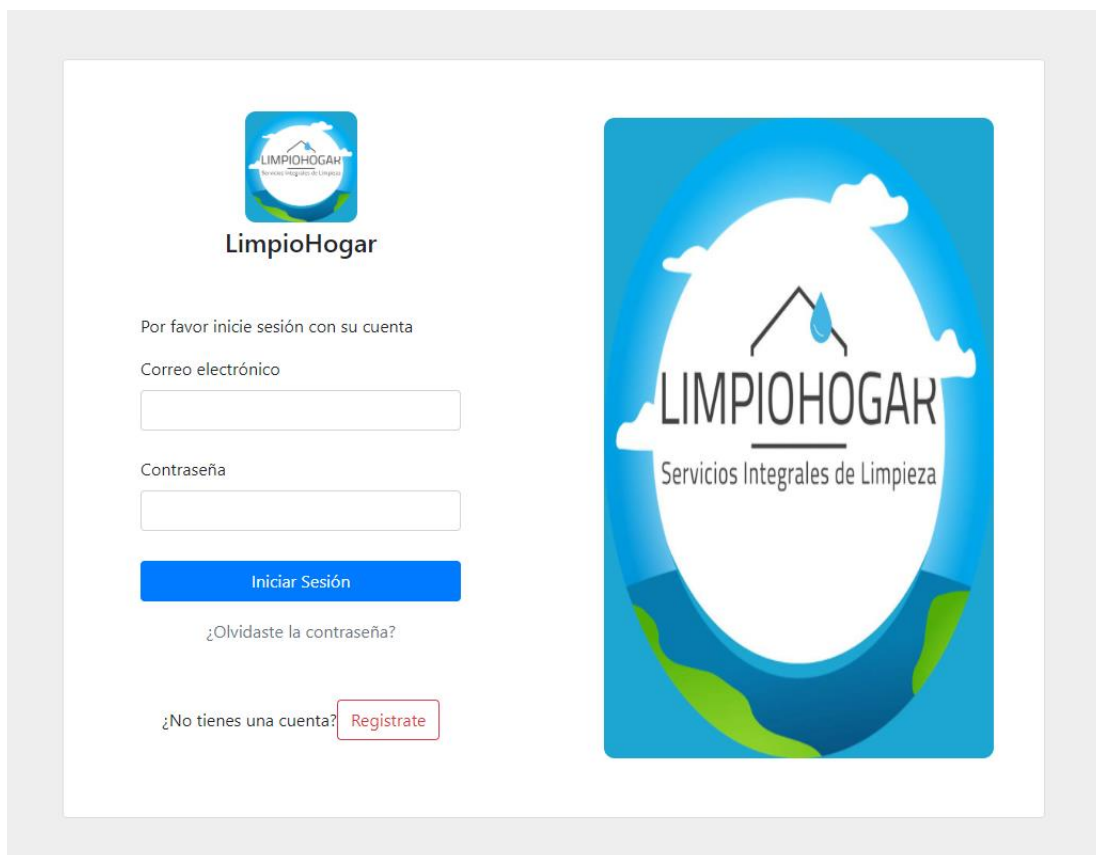 LIMPIOHOGAR
Servicios Integrales de Limpieza
LimpioHogar
Por favor inicie sesión con su cuenta
Correo electrónico
Contraseña
Iniciar Sesión
¿Olvidaste la contraseña?
¿No tienes una cuenta? Registrate
LIMPIOHOGAR
Servicios Integrales de Limpieza